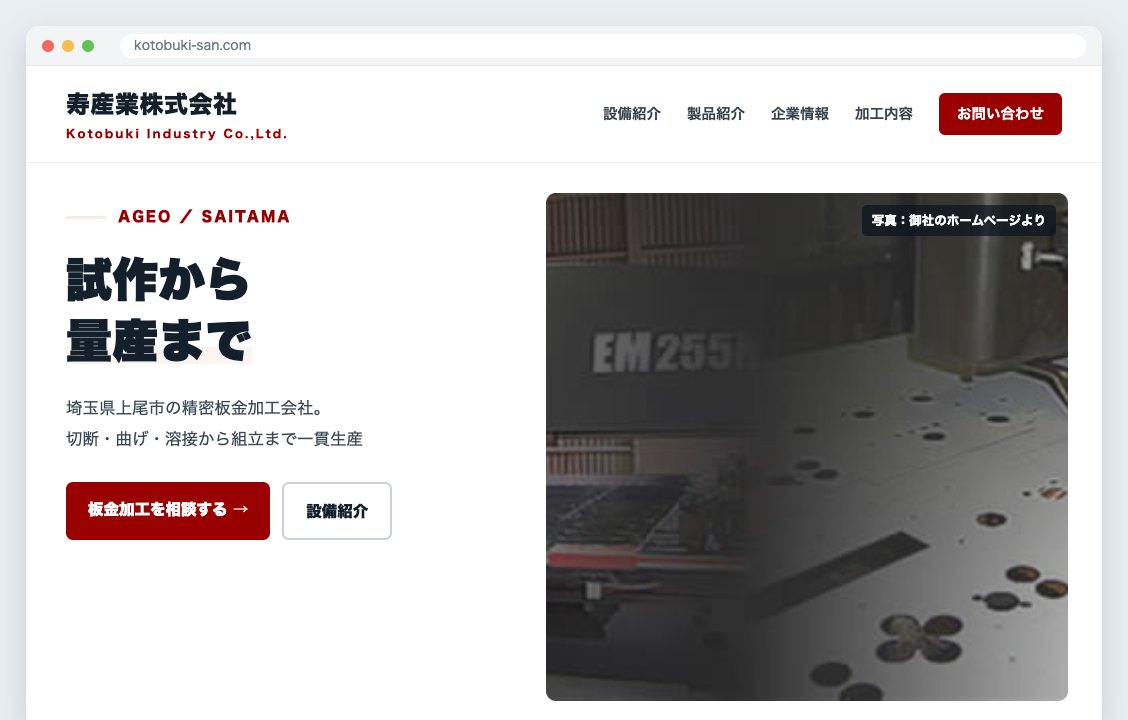 kotobuki-san.com
寿産業株式会社
Kotobuki Industry Co.,Ltd.
設備紹介 製品紹介 企業情報 加工内容 お問い合わせ
AGEO ／ SAITAMA
写真：御社のホームページより
試作から
量産まで
EM255
埼玉県上尾市の精密板金加工会社。
切断・曲げ・溶接から組立まで一貫生産
板金加工を相談する →
設備紹介